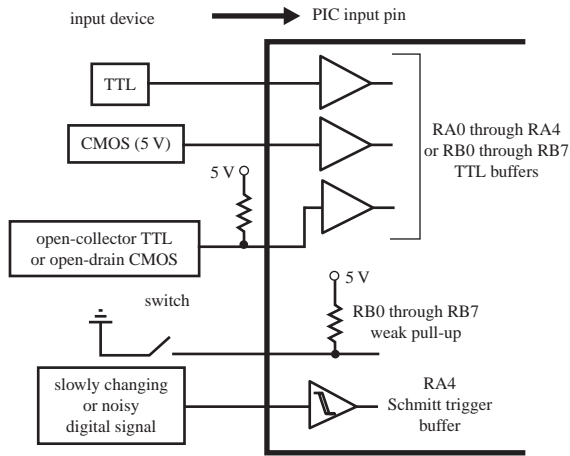 input device
PIC input pin
TTL
CMOS (5 V)
RA0 through RA4
or RB0 through RB7
TTL buffers
5 V
open-collector TTL
or open-drain CMOS
5 V
switch
RB0 through RB7
weak pull-up
slowly changing
or noisy
digital signal
RA4
Schmitt trigger
buffer